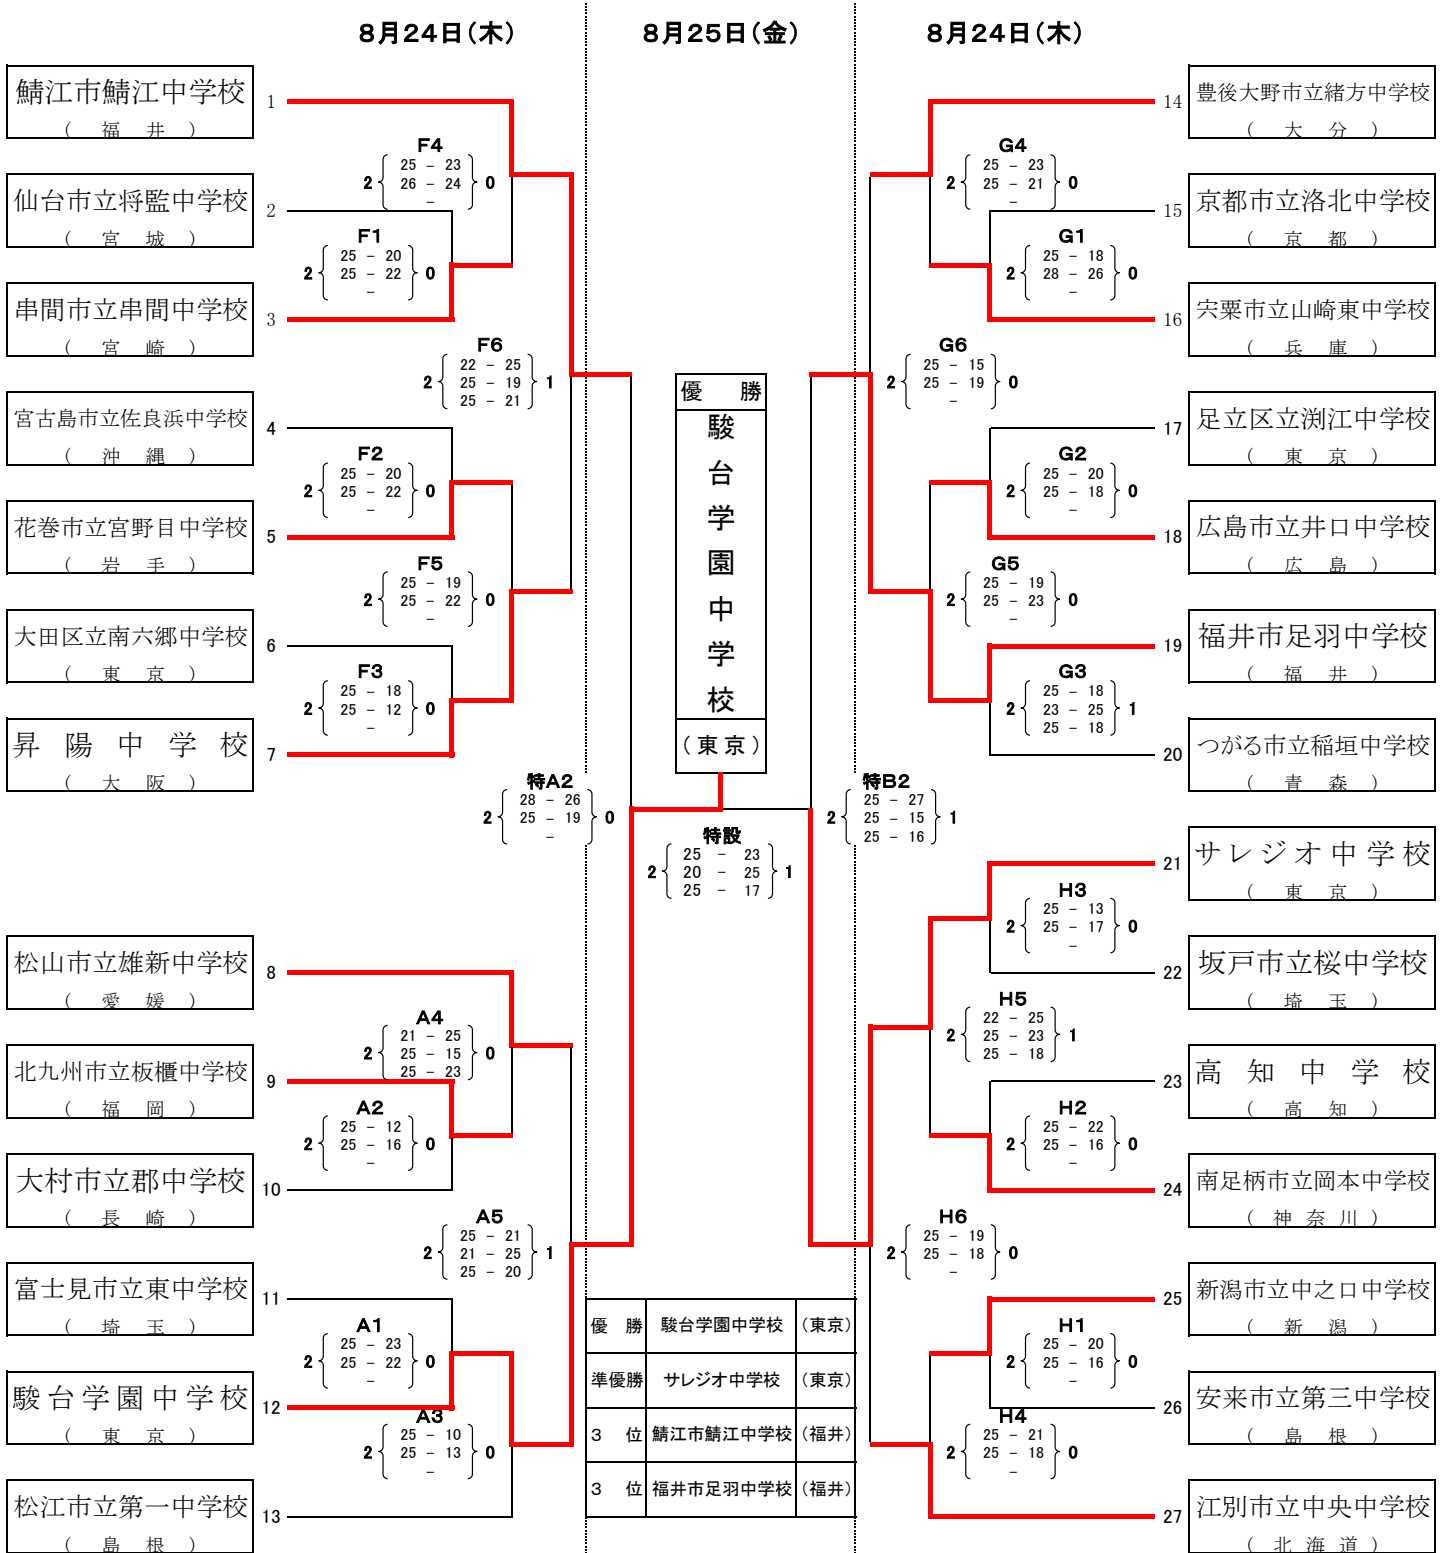 8月24日(木)
8月25日(金)
8月24日(木)
鯖江市鯖江中学校
( 福 井 )
1
仙台市立将監中学校
( 宮 城 )
2
串間市立串間中学校
( 宮 崎 )
3
宮古島市立佐良浜中学校
( 沖 縄 )
4
花巻市立宮野目中学校
( 岩 手 )
5
大田区立南六郷中学校
( 東 京 )
6
昇陽中学校
( 大 阪 )
7
松山市立雄新中学校
( 愛 媛 )
8
北九州市立板櫃中学校
( 福 岡 )
9
大村市立郡中学校
( 長 崎 )
10
富士見市立東中学校
( 埼 玉 )
11
駿台学園中学校
( 東 京 )
12
松江市立第一中学校
( 島 根 )
13
F4
25 - 23
2 26 - 24 0
-
F1
25 - 20
2 25 - 22 0
-
F6
22 - 25
2 25 - 19 1
25 - 21
F2
25 - 20
2 25 - 22 0
-
F5
25 - 19
2 25 - 22 0
-
F3
25 - 18
2 25 - 12 0
-
特A2
28 - 26
2 25 - 19 0
-
A4
21 - 25
2 25 - 15 0
25 - 23
A2
25 - 12
2 25 - 16 0
-
A5
25 - 21
2 21 - 25 1
25 - 20
A1
25 - 23
2 25 - 22 0
-
A3
25 - 10
2 25 - 13 0
-
優 勝
駿台学園中学校
(東京)
特設
25 - 23
2 20 - 25 1
25 - 17
優 勝 駿台学園中学校 (東京)
準優勝 サレジオ中学校 (東京)
3 位 鯖江市鯖江中学校 (福井)
3 位 福井市足羽中学校 (福井)
G4
25 - 23
2 25 - 21 0
-
G1
25 - 18
2 28 - 26 0
-
G6
25 - 15
2 25 - 19 0
-
G2
25 - 20
2 25 - 18 0
-
G5
25 - 19
2 25 - 23 0
-
G3
25 - 18
2 23 - 25 1
25 - 18
特B2
25 - 27
2 25 - 15 1
25 - 16
H3
25 - 13
2 25 - 17 0
-
H5
22 - 25
2 25 - 23 1
25 - 18
H2
25 - 22
2 25 - 16 0
-
H6
25 - 19
2 25 - 18 0
-
H1
25 - 20
2 25 - 16 0
-
H4
25 - 21
2 25 - 18 0
-
14
豊後大野市立緒方中学校
( 大 分 )
15
京都市立洛北中学校
( 京 都 )
16
宍粟市立山崎東中学校
( 兵 庫 )
17
足立区立渕江中学校
( 東 京 )
18
広島市立井口中学校
( 広 島 )
19
福井市足羽中学校
( 福 井 )
20
つがる市立稲垣中学校
( 青 森 )
21
サレジオ中学校
( 東 京 )
22
坂戸市立桜中学校
( 埼 玉 )
23
高知中学校
( 高 知 )
24
南足柄市立岡本中学校
( 神 奈 川 )
25
新潟市立中之口中学校
( 新 潟 )
26
安来市立第三中学校
( 島 根 )
27
江別市立中央中学校
( 北 海 道 )